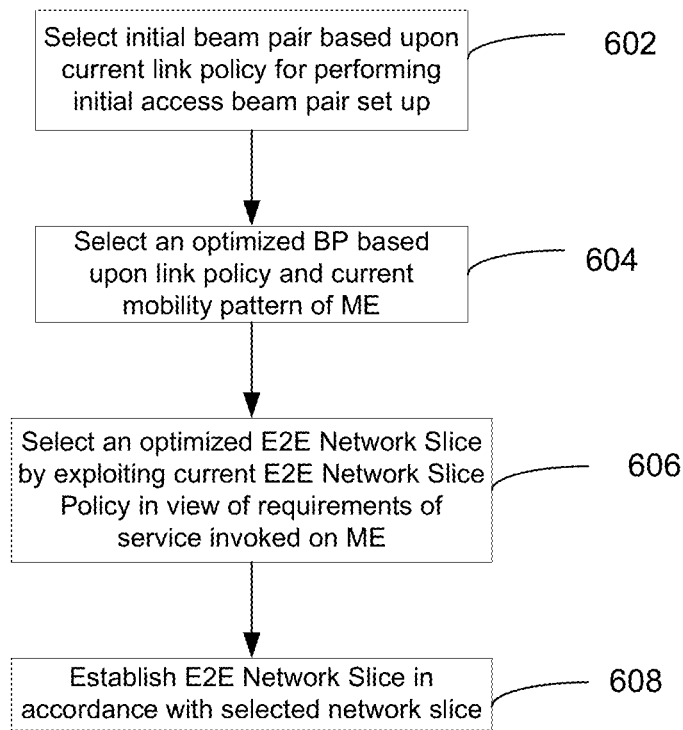 Select initial beam pair based upon
current link policy for performing
initial access beam pair set up
602
Select an optimized BP based
upon link policy and current
mobility pattern of ME
604
Select an optimized E2E Network Slice
by exploiting current E2E Network Slice
Policy in view of requirements of
service invoked on ME
606
Establish E2E Network Slice in
accordance with selected network slice
608